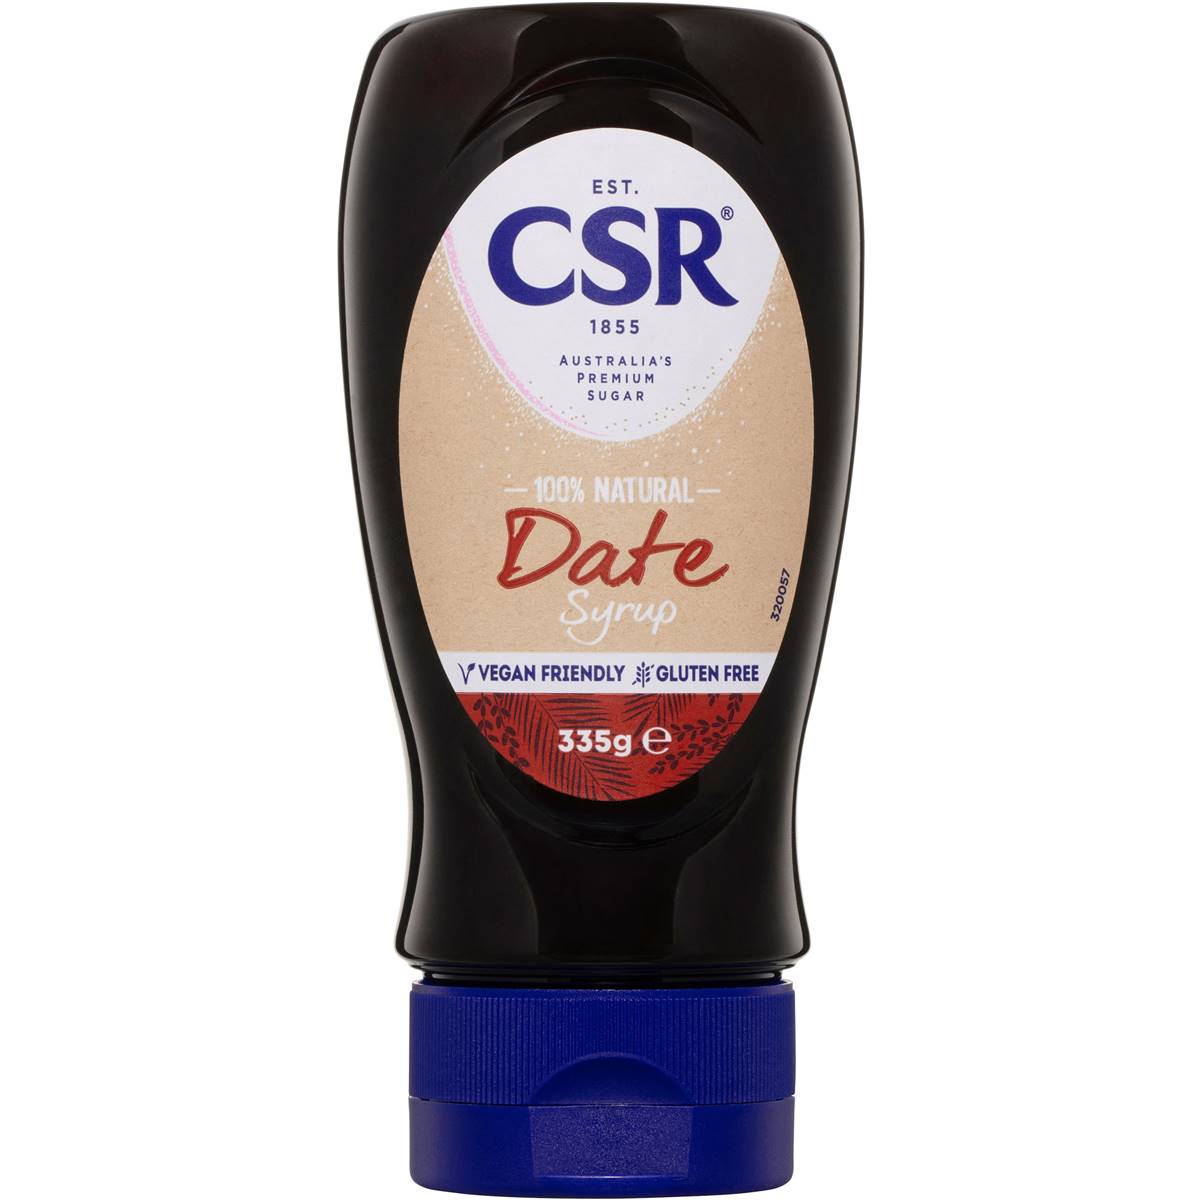 EST.
CSR®
1855
AUSTRALIA'S
PREMIUM
SUGAR
100% NATURAL
Date
Syrup
320057
VEGAN FRIENDLY GLUTEN FREE
335g ℮